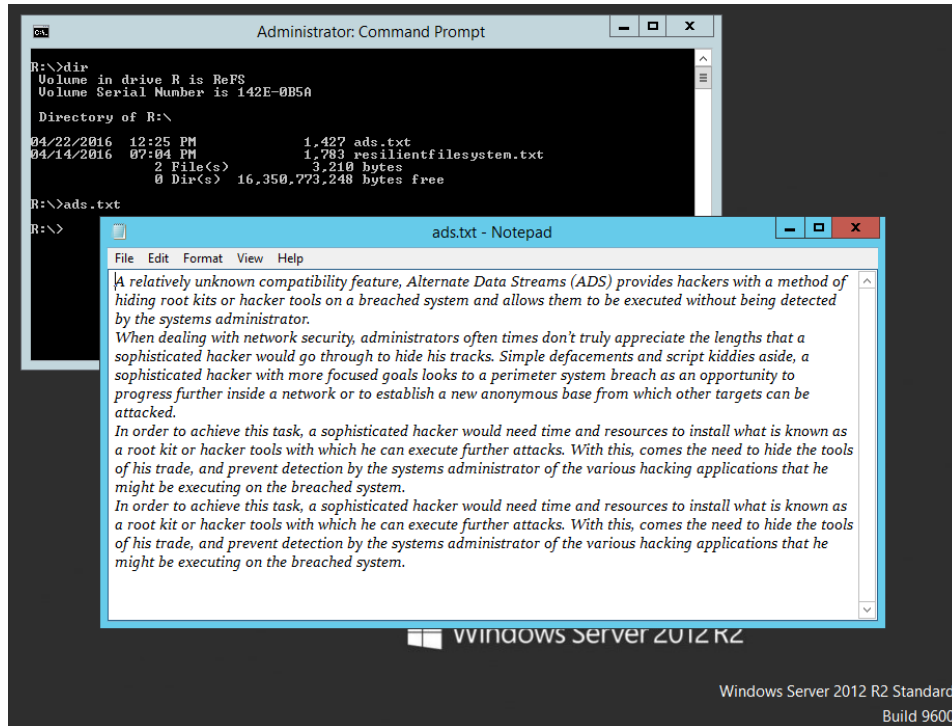 Administrator: Command Prompt
R:\>dir
Volume in drive R is ReFS
Volume Serial Number is 142E-0B5A
Directory of R:\
04/22/2016 12:25 PM 1,427 ads.txt
04/14/2016 07:04 PM 1,783 resilientfilesystem.txt
2 File(s) 3,210 bytes
0 Dir(s) 16,350,773,248 bytes free
R:\>ads.txt
R:\>
ads.txt - Notepad
File Edit Format View Help
A relatively unknown compatibility feature, Alternate Data Streams (ADS) provides hackers with a method of
hiding root kits or hacker tools on a breached system and allows them to be executed without being detected
by the systems administrator.
When dealing with network security, administrators often times don't truly appreciate the lengths that a
sophisticated hacker would go through to hide his tracks. Simple defacements and script kiddies aside, a
sophisticated hacker with more focused goals looks to a perimeter system breach as an opportunity to
progress further inside a network or to establish a new anonymous base from which other targets can be
attacked.
In order to achieve this task, a sophisticated hacker would need time and resources to install what is known as
a root kit or hacker tools with which he can execute further attacks. With this, comes the need to hide the tools
of his trade, and prevent detection by the systems administrator of the various hacking applications that he
might be executing on the breached system.
In order to achieve this task, a sophisticated hacker would need time and resources to install what is known as
a root kit or hacker tools with which he can execute further attacks. With this, comes the need to hide the tools
of his trade, and prevent detection by the systems administrator of the various hacking applications that he
might be executing on the breached system.
Windows Server 2012 R2
Windows Server 2012 R2 Standard
Build 9600